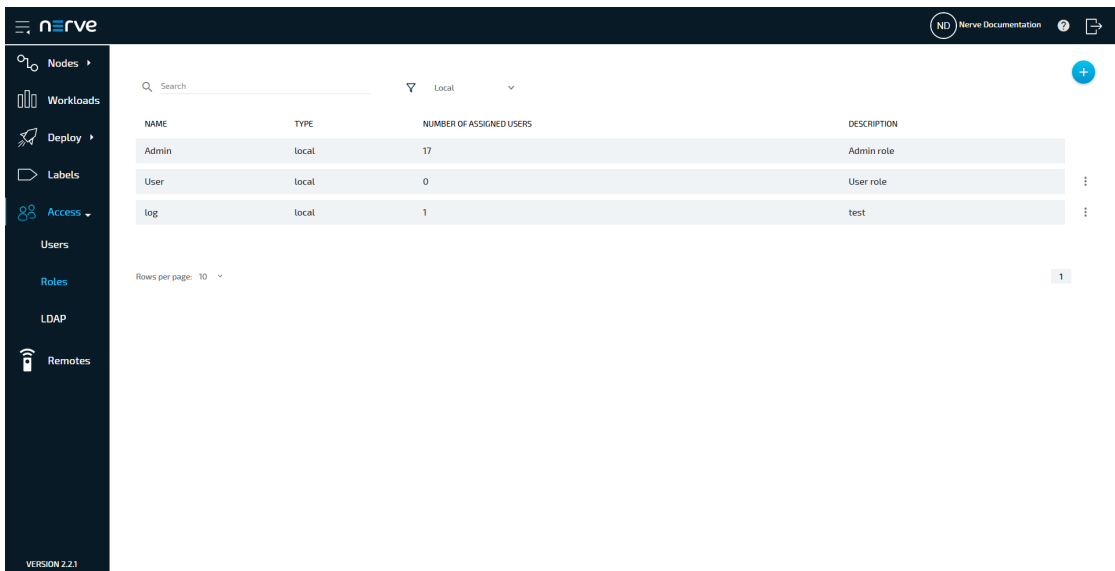 nerve
ND Nerve Documentation ?
Nodes
Workloads
Deploy
Labels
Access
Users
Roles
LDAP
Remotes
VERSION 2.2.1
Search
Local
+
NAME TYPE NUMBER OF ASSIGNED USERS DESCRIPTION
Admin local 17 Admin role
User local 0 User role
log local 1 test
Rows per page: 10
1